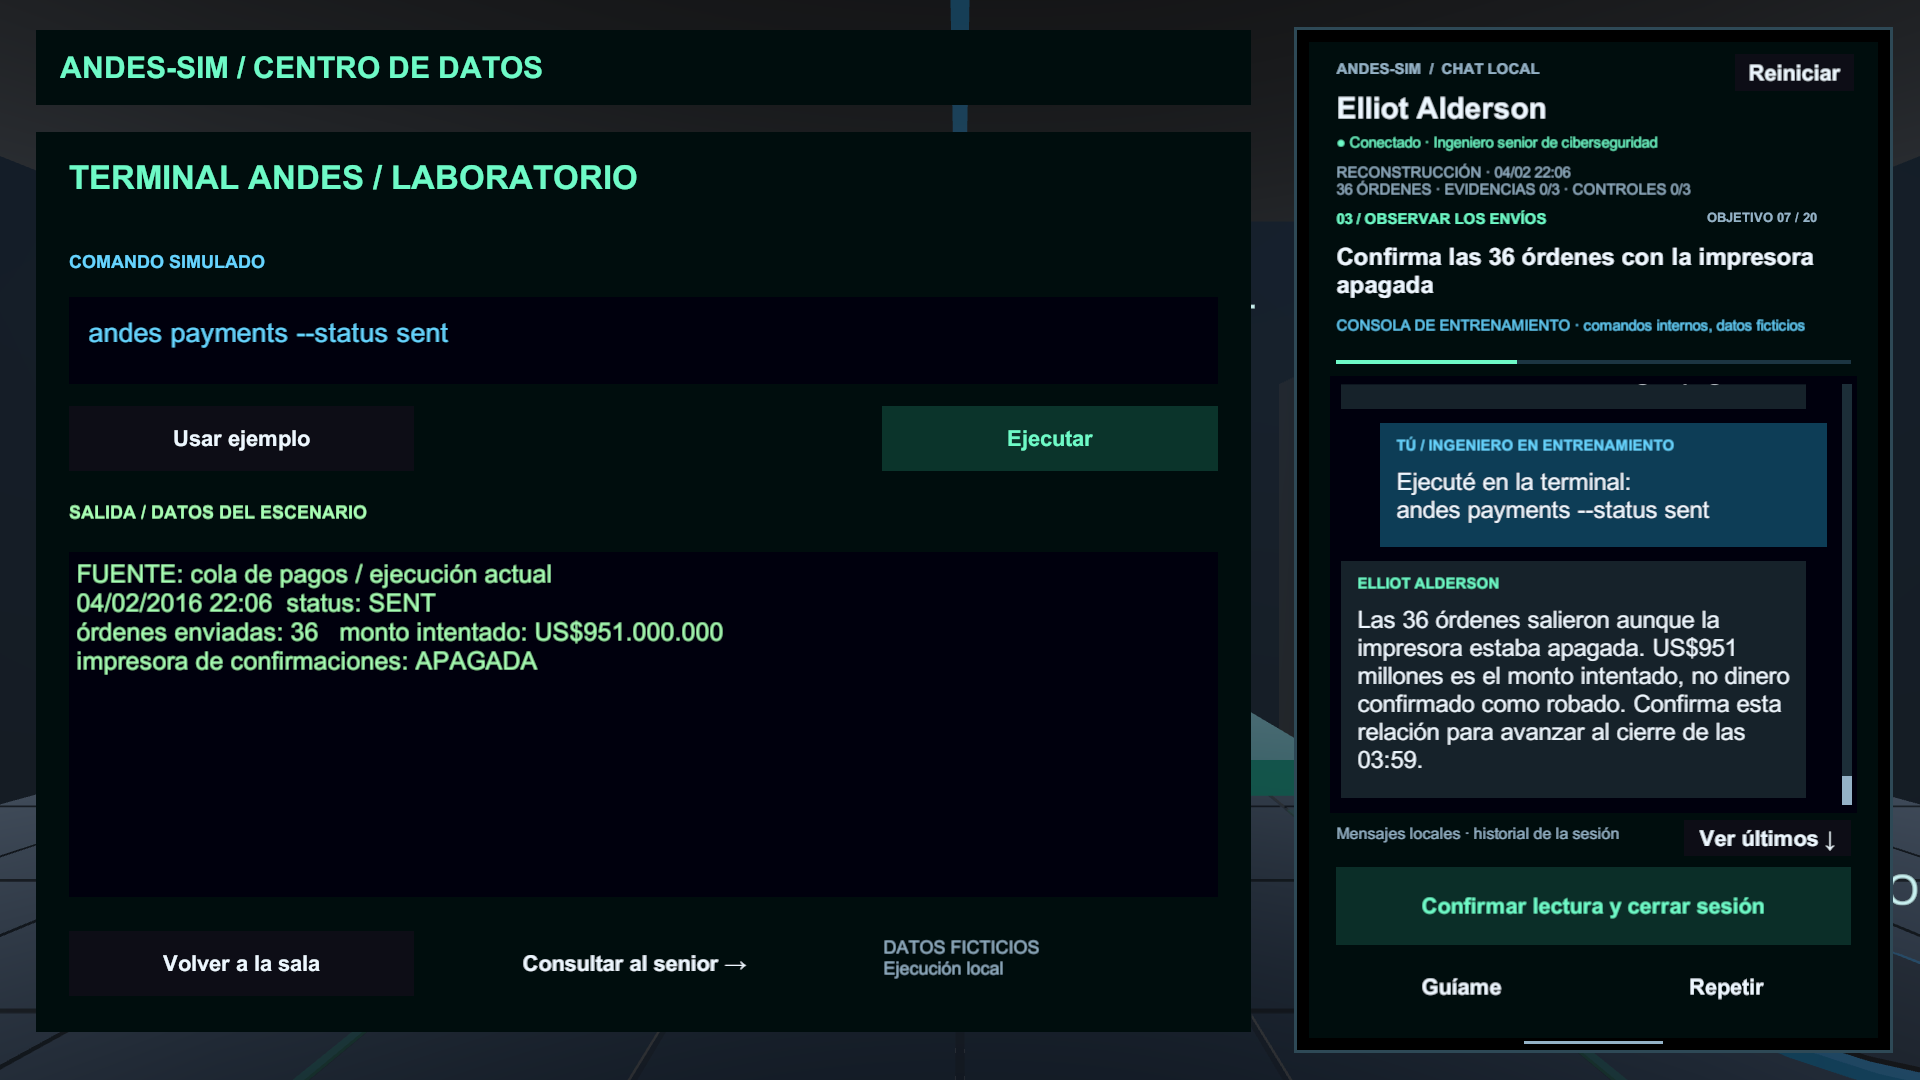 ANDES-SIM / CENTRO DE DATOS
TERMINAL ANDES / LABORATORIO
COMANDO SIMULADO
andes payments --status sent
Usar ejemplo
Ejecutar
SALIDA / DATOS DEL ESCENARIO
FUENTE: cola de pagos / ejecución actual
04/02/2016 22:06 status: SENT
órdenes enviadas: 36 monto intentado: US$951.000.000
impresora de confirmaciones: APAGADA
Volver a la sala
Consultar al senior →
DATOS FICTICIOS
Ejecución local
ANDES-SIM / CHAT LOCAL
Reiniciar
Elliot Alderson
● Conectado · Ingeniero senior de ciberseguridad
RECONSTRUCCIÓN · 04/02 22:06
36 ÓRDENES · EVIDENCIAS 0/3 · CONTROLES 0/3
03 / OBSERVAR LOS ENVÍOS
OBJETIVO 07 / 20
Confirma las 36 órdenes con la impresora
apagada
CONSOLA DE ENTRENAMIENTO · comandos internos, datos ficticios
TÚ / INGENIERO EN ENTRENAMIENTO
Ejecuté en la terminal:
andes payments --status sent
ELLIOT ALDERSON
Las 36 órdenes salieron aunque la
impresora estaba apagada. US$951
millones es el monto intentado, no dinero
confirmado como robado. Confirma esta
relación para avanzar al cierre de las
03:59.
Mensajes locales · historial de la sesión
Ver últimos ↓
Confirmar lectura y cerrar sesión
Guíame
Repetir